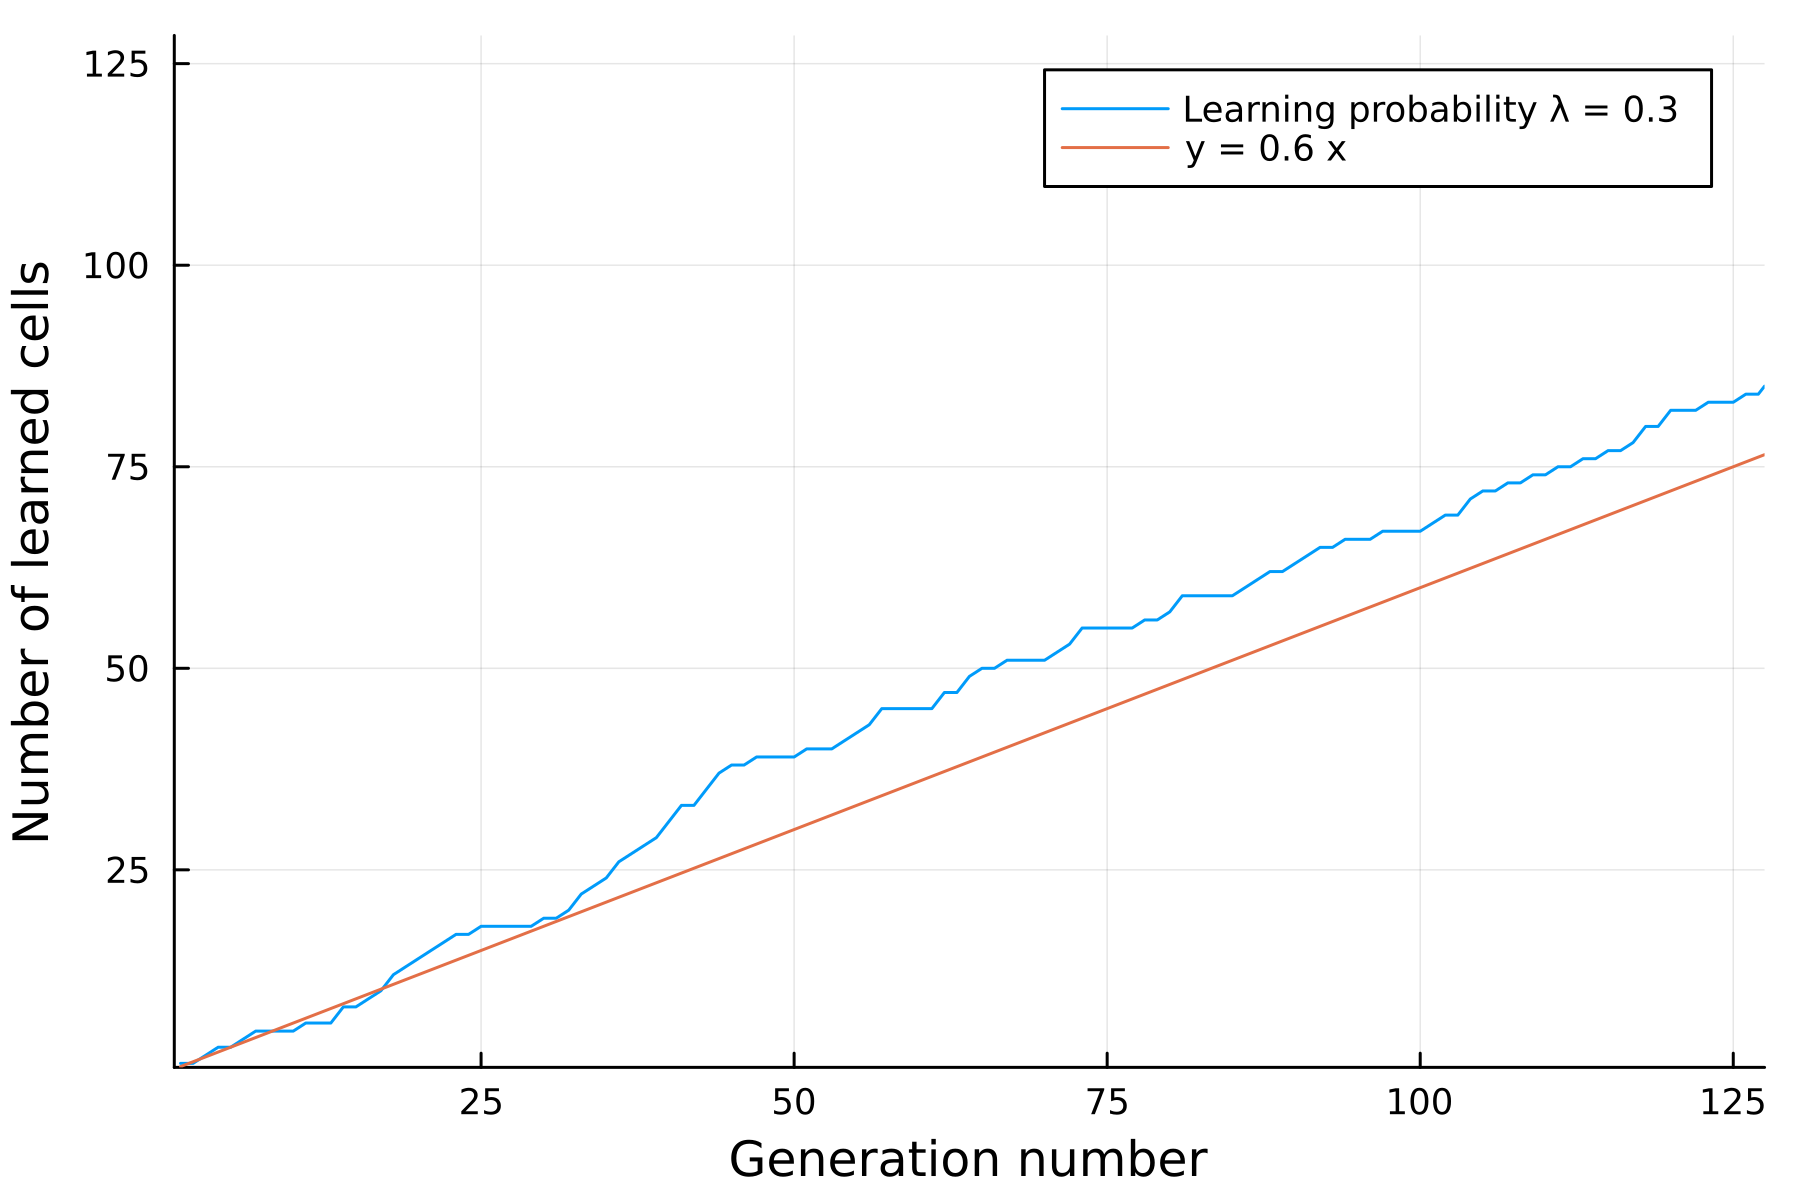 125
100
75
50
25
Number of learned cells
Learning probability λ = 0.3
y = 0.6 x
25
50
75
100
125
Generation number